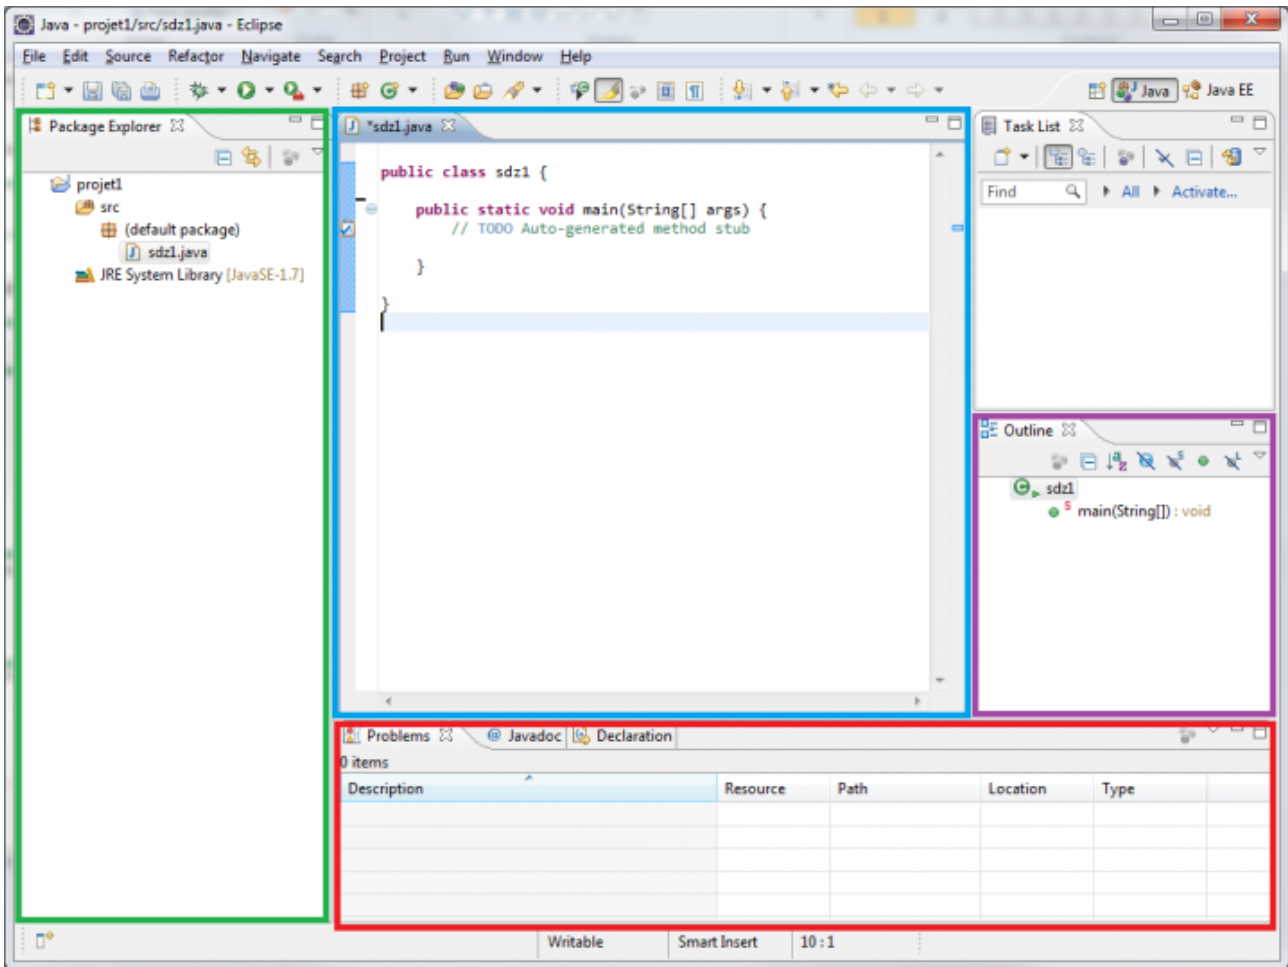 Java - projet1/src/sdz1.java - Eclipse
File Edit Source Refactor Navigate Search Project Run Window Help
Java Java EE
Package Explorer
projet1
src
(default package)
sdz1.java
JRE System Library [JavaSE-1.7]
*sdz1.java
public class sdz1 {
public static void main(String[] args) {
// TODO Auto-generated method stub
}
}
Task List
Find All Activate...
Outline
sdz1
main(String[]) : void
Problems @ Javadoc Declaration
0 items
Description Resource Path Location Type
Writable Smart Insert 10 : 1